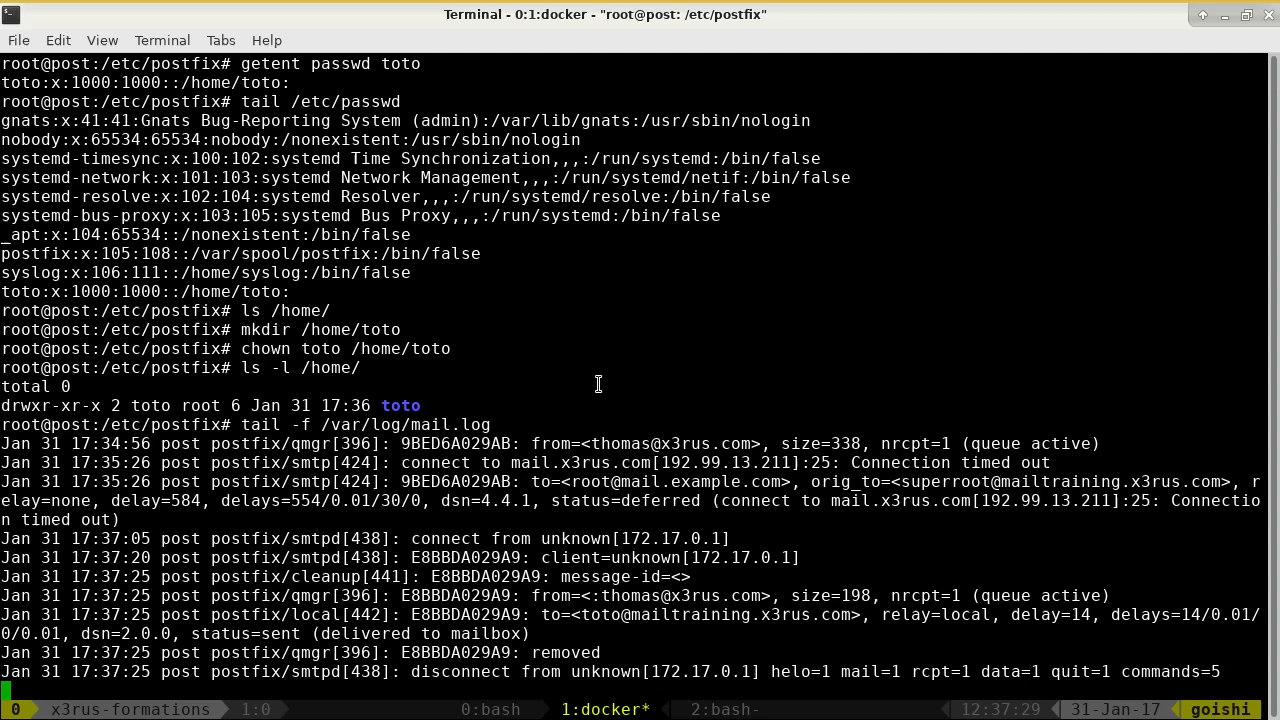 Terminal - 0:1:docker - "root@post: /etc/postfix"
File Edit View Terminal Tabs Help
root@post:/etc/postfix# getent passwd toto
toto:x:1000:1000::/home/toto:
root@post:/etc/postfix# tail /etc/passwd
gnats:x:41:41:Gnats Bug-Reporting System (admin):/var/lib/gnats:/usr/sbin/nologin
nobody:x:65534:65534:nobody:/nonexistent:/usr/sbin/nologin
systemd-timesync:x:100:102:systemd Time Synchronization,,,:/run/systemd:/bin/false
systemd-network:x:101:103:systemd Network Management,,,:/run/systemd/netif:/bin/false
systemd-resolve:x:102:104:systemd Resolver,,,:/run/systemd/resolve:/bin/false
systemd-bus-proxy:x:103:105:systemd Bus Proxy,,,:/run/systemd:/bin/false
_apt:x:104:65534::/nonexistent:/bin/false
postfix:x:105:108::/var/spool/postfix:/bin/false
syslog:x:106:111::/home/syslog:/bin/false
toto:x:1000:1000::/home/toto:
root@post:/etc/postfix# ls /home/
root@post:/etc/postfix# mkdir /home/toto
root@post:/etc/postfix# chown toto /home/toto
root@post:/etc/postfix# ls -l /home/
total 0
drwxr-xr-x 2 toto root 6 Jan 31 17:36 toto
root@post:/etc/postfix# tail -f /var/log/mail.log
Jan 31 17:34:56 post postfix/qmgr[396]: 9BED6A029AB: from=<thomas@x3rus.com>, size=338, nrcpt=1 (queue active)
Jan 31 17:35:26 post postfix/smtp[424]: connect to mail.x3rus.com[192.99.13.211]:25: Connection timed out
Jan 31 17:35:26 post postfix/smtp[424]: 9BED6A029AB: to=<root@mail.example.com>, orig_to=<superroot@mailtraining.x3rus.com>, r
elay=none, delay=584, delays=554/0.01/30/0, dsn=4.4.1, status=deferred (connect to mail.x3rus.com[192.99.13.211]:25: Connectio
n timed out)
Jan 31 17:37:05 post postfix/smtpd[438]: connect from unknown[172.17.0.1]
Jan 31 17:37:20 post postfix/smtpd[438]: E8BBDA029A9: client=unknown[172.17.0.1]
Jan 31 17:37:25 post postfix/cleanup[441]: E8BBDA029A9: message-id=<>
Jan 31 17:37:25 post postfix/qmgr[396]: E8BBDA029A9: from=<:thomas@x3rus.com>, size=198, nrcpt=1 (queue active)
Jan 31 17:37:25 post postfix/local[442]: E8BBDA029A9: to=<toto@mailtraining.x3rus.com>, relay=local, delay=14, delays=14/0.01/
0/0.01, dsn=2.0.0, status=sent (delivered to mailbox)
Jan 31 17:37:25 post postfix/qmgr[396]: E8BBDA029A9: removed
Jan 31 17:37:25 post postfix/smtpd[438]: disconnect from unknown[172.17.0.1] helo=1 mail=1 rcpt=1 data=1 quit=1 commands=5
0 x3rus-formations 1:0 0:bash 1:docker* 2:bash- 12:37:29 31-Jan-17 goishi